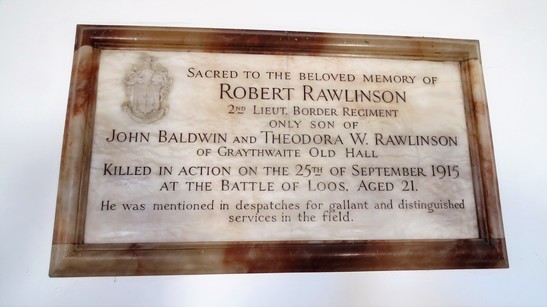 Sacred to the beloved memory of
Robert Rawlinson
2nd Lieut. Border Regiment
only son of
John Baldwin and Theodora W. Rawlinson
of Graythwaite Old Hall
Killed in action on the 25th of September 1915
at the Battle of Loos. Aged 21.
He was mentioned in despatches for gallant and distinguished
services in the field.